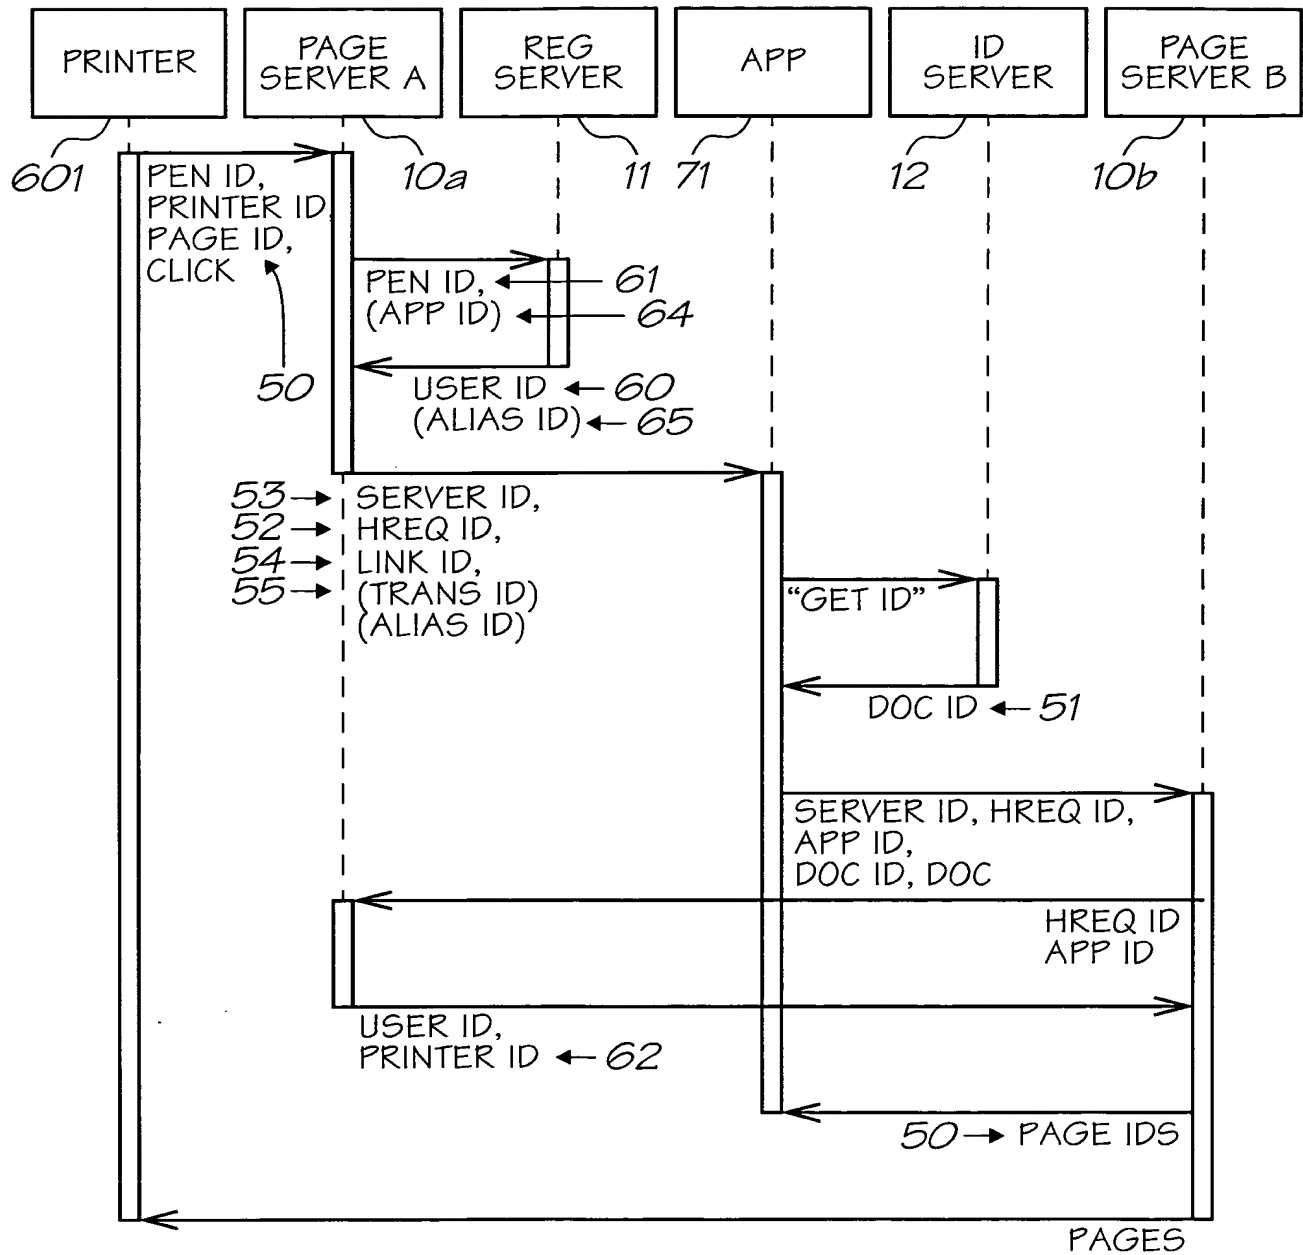 PRINTER
PAGE
SERVER A
REG
SERVER
APP
ID
SERVER
PAGE
SERVER B
601
10a
11
71
12
10b
PEN ID,
PRINTER ID
PAGE ID,
CLICK
50
PEN ID,
61
(APP ID)
64
USER ID
60
(ALIAS ID)
65
53
SERVER ID,
52
HREQ ID,
54
LINK ID,
55
(TRANS ID)
(ALIAS ID)
"GET ID"
DOC ID
51
SERVER ID, HREQ ID,
APP ID,
DOC ID, DOC
HREQ ID
APP ID
USER ID,
PRINTER ID
62
50
PAGE IDS
PAGES